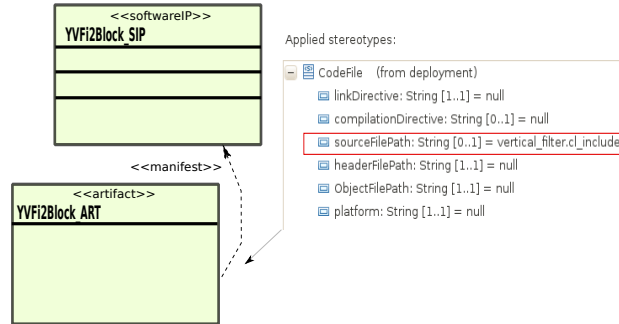 <<softwareIP>>
YVFi2Block_SIP
<<manifest>>
<<artifact>>
YVFi2Block_ART
Applied stereotypes:
CodeFile (from deployment)
linkDirective: String [1..1] = null
compilationDirective: String [0..1] = null
sourceFilePath: String [0..1] = vertical_filter.cl_include
headerFilePath: String [1..1] = null
ObjectFilePath: String [1..1] = null
platform: String [1..1] = null